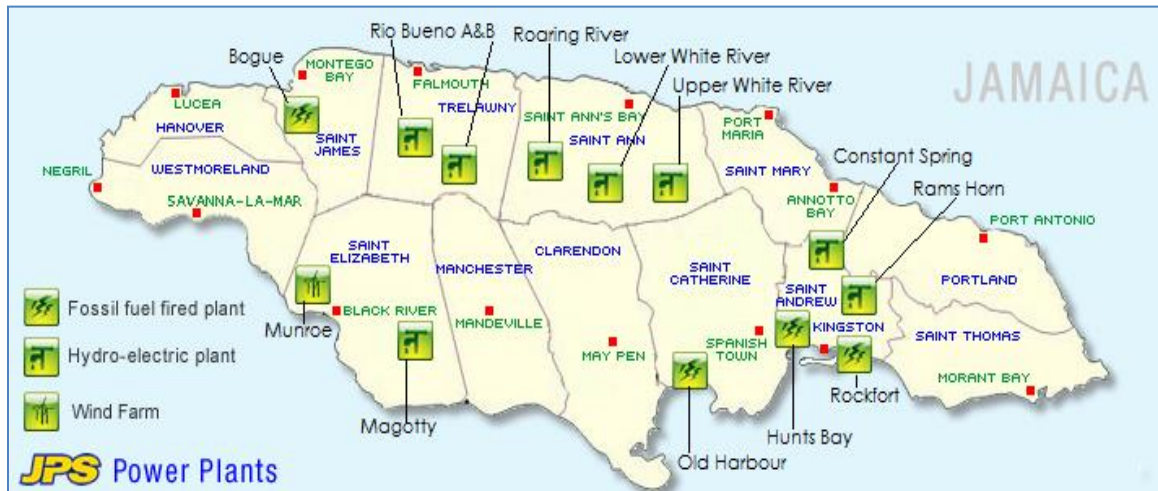 JAMAICA
Rio Bueno A&B
Roaring River
Bogue
Lower White River
Upper White River
MONTEGO
BAY
FALMOUTH
TRELAWNY
LUCEA
HANOVER
SAINT
JAMES
SAINT ANN'S BAY
SAINT ANN
PORT
MARIA
SAINT MARY
Constant Spring
Rams Horn
NEGRIL
WESTMORELAND
SAVANNA-LA-MAR
ANNOTTO
BAY
PORT ANTONIO
PORTLAND
SAINT
ELIZABETH
MANCHESTER
CLARENDON
SAINT
CATHERINE
SAINT
ANDREW
KINGSTON
SAINT THOMAS
BLACK RIVER
MANDEVILLE
MAY PEN
SPANISH
TOWN
MORANT BAY
Munroe
Magotty
Old Harbour
Hunts Bay
Rockfort
Fossil fuel fired plant
Hydro-electric plant
Wind Farm
JPS Power Plants